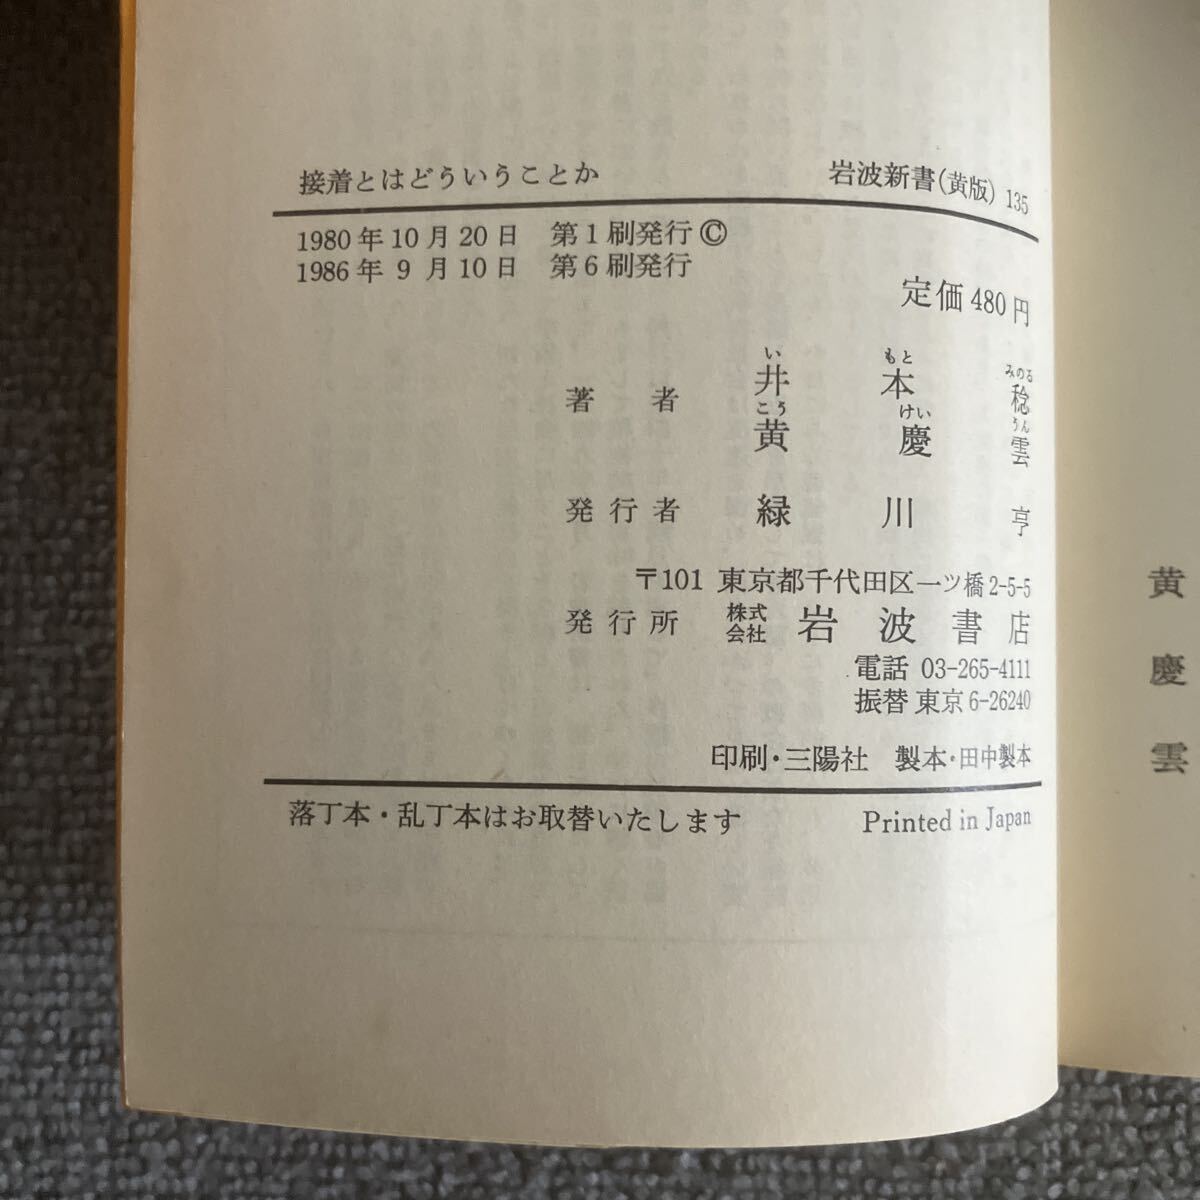 接着とはどういうことか 岩波新書(黄版) 135
1980年10月20日 第1刷発行©
1986年9月10日 第6刷発行
定価480円
い もと みのる
著者 井本稔
こう けい うん
黄慶雲
発行者 緑川亨
〒101 東京都千代田区一ツ橋2-5-5
発行所 株式会社 岩波書店
電話 03-265-4111
振替 東京6-26240
印刷・三陽社 製本・田中製本
落丁本・乱丁本はお取替いたします Printed in Japan
黄慶雲